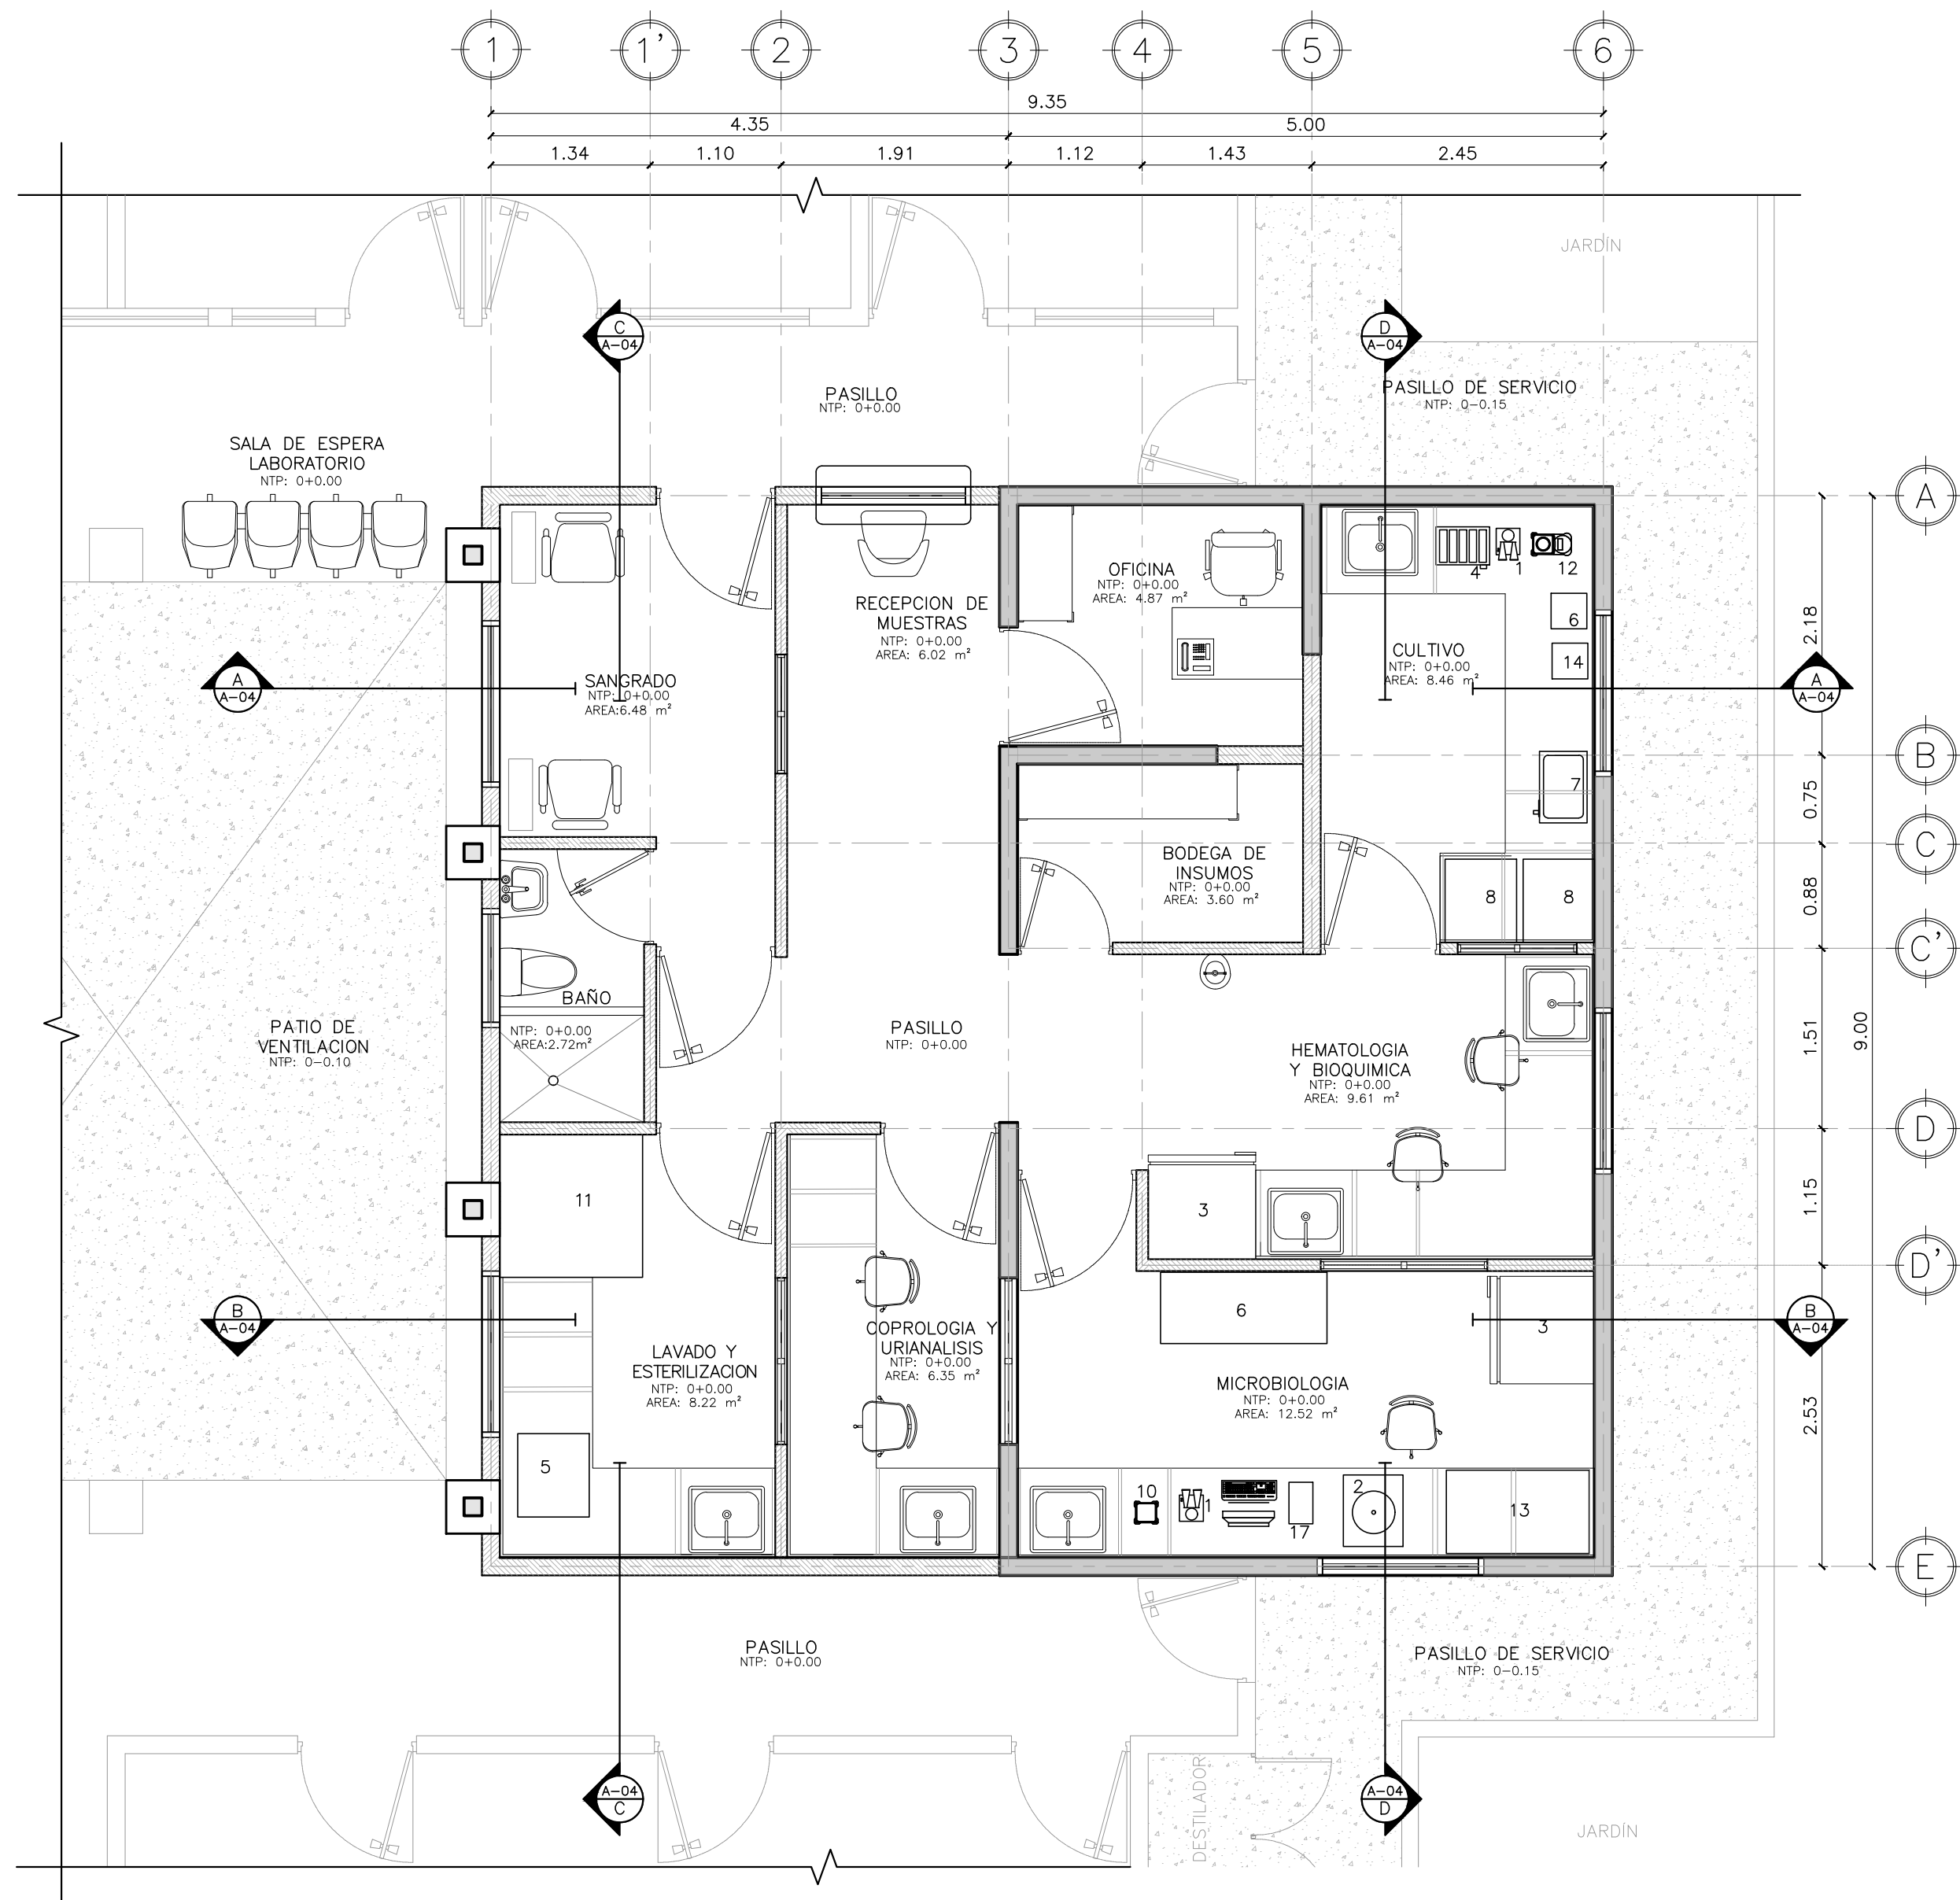 1 1' 2 3 4 5 6
9.35
4.35 5.00
1.34 1.10 1.91 1.12 1.43 2.45
JARDÍN
C
A-04
D
A-04
PASILLO
NTP: 0+0.00
PASILLO DE SERVICIO
NTP: 0-0.15
SALA DE ESPERA
LABORATORIO
NTP: 0+0.00
A
4 1 12
OFICINA
NTP: 0+0.00
AREA: 4.87 m²
RECEPCION DE
MUESTRAS
NTP: 0+0.00
AREA: 6.02 m²
6
2.18
CULTIVO
NTP: 0+0.00
AREA: 8.46 m²
14
SANGRADO
NTP: 0+0.00
AREA:6.48 m²
A
A-04
A
A-04
B
7
0.75
C
BODEGA DE
INSUMOS
NTP: 0+0.00
AREA: 3.60 m²
8 8
0.88
C'
BAÑO
NTP: 0+0.00
AREA:2.72m²
PATIO DE
VENTILACION
NTP: 0-0.10
PASILLO
NTP: 0+0.00
HEMATOLOGIA
Y BIOQUIMICA
NTP: 0+0.00
AREA: 9.61 m²
1.51
9.00
D
11
3
1.15
D'
B
A-04
6
3
B
A-04
COPROLOGIA Y
URIANALISIS
NTP: 0+0.00
AREA: 6.35 m²
LAVADO Y
ESTERILIZACION
NTP: 0+0.00
AREA: 8.22 m²
MICROBIOLOGIA
NTP: 0+0.00
AREA: 12.52 m²
2.53
5
10 1 17 2 13
E
PASILLO
NTP: 0+0.00
PASILLO DE SERVICIO
NTP: 0-0.15
A-04
C
A-04
D
DESTILADOR
JARDÍN